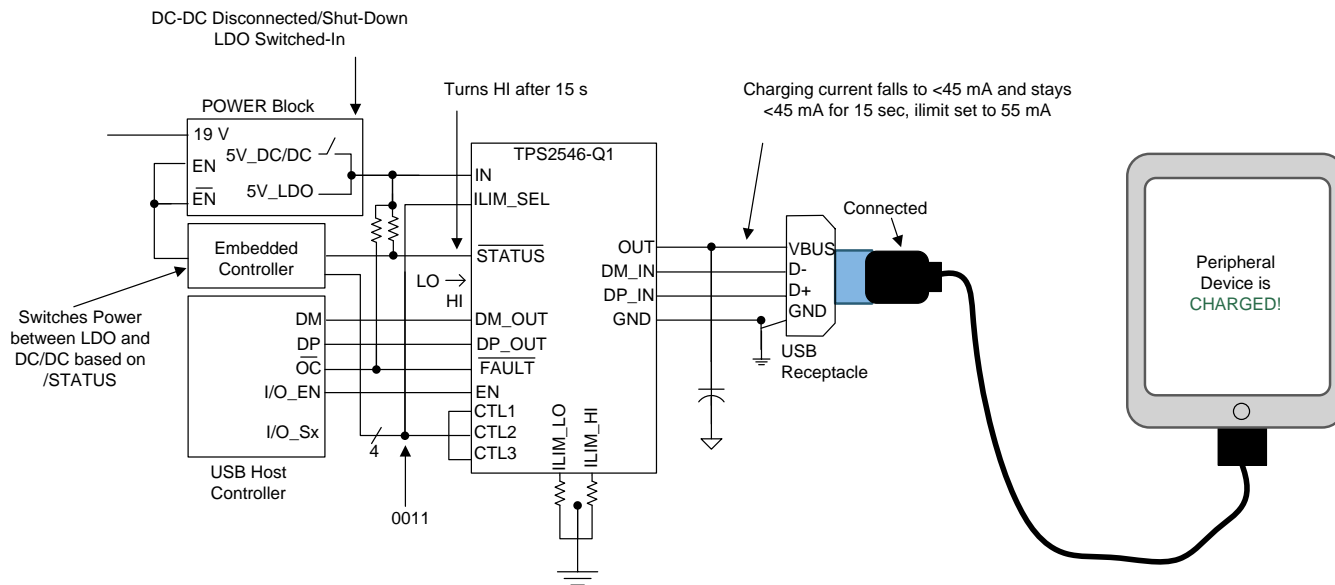 DC-DC Disconnected/Shut-Down
LDO Switched-In
POWER Block
19 V
EN
EN
5V_DC/DC
5V_LDO
Embedded
Controller
Switches Power
between LDO and
DC/DC based on
/STATUS
DM
DP
OC
I/O_EN
I/O_Sx
USB Host
Controller
4
0011
Turns HI after 15 s
LO
HI
TPS2546-Q1
IN
ILIM_SEL
STATUS
DM_OUT
DP_OUT
FAULT
EN
CTL1
CTL2
CTL3
ILIM_LO
ILIM_HI
OUT
DM_IN
DP_IN
GND
Charging current falls to <45 mA and stays
<45 mA for 15 sec, ilimit set to 55 mA
VBUS
D-
D+
GND
USB
Receptacle
Connected
Peripheral
Device is
CHARGED!